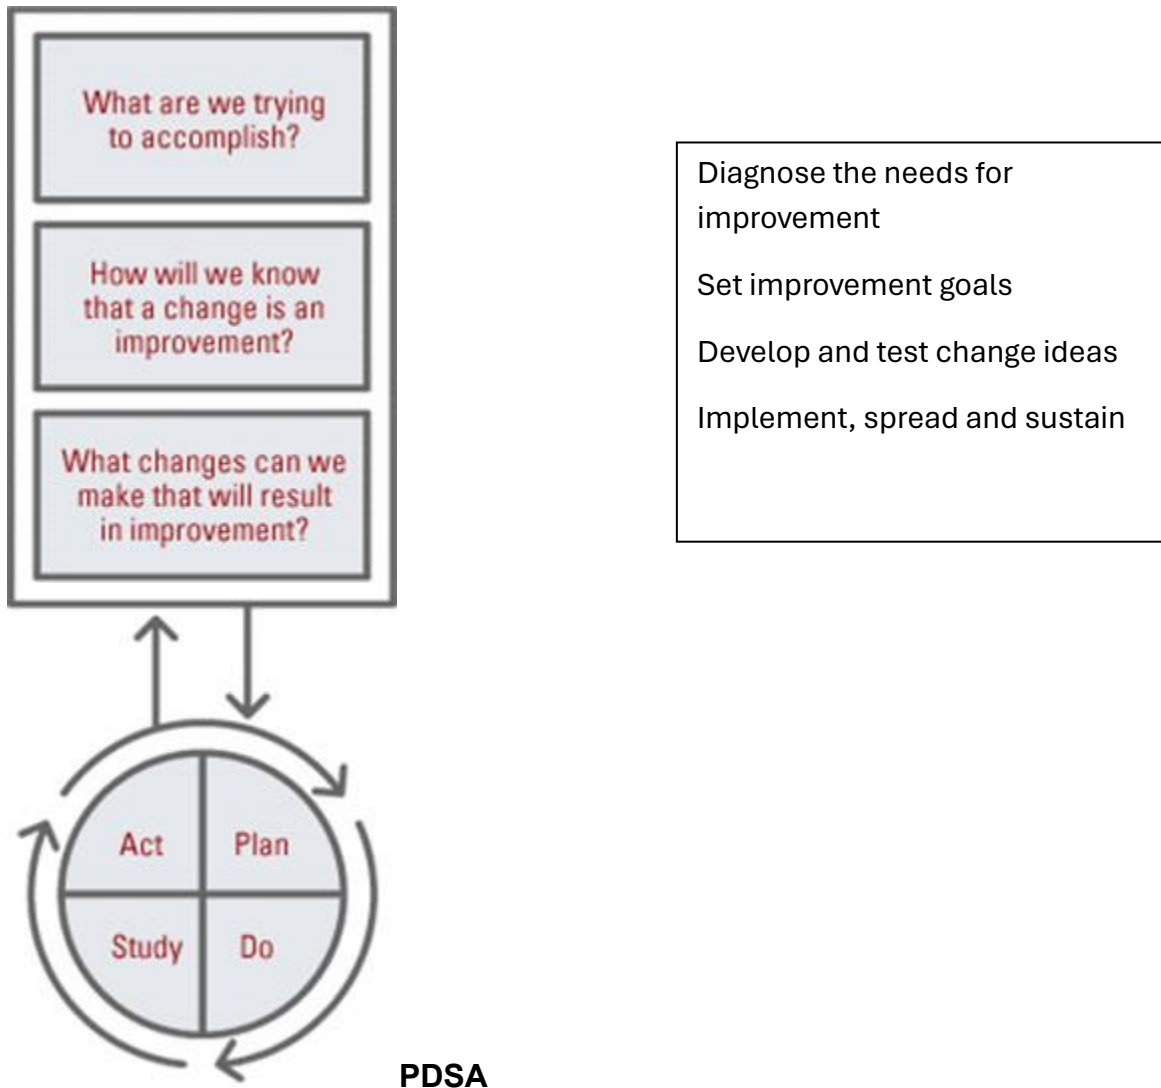 What are we trying
to accomplish?
How will we know
that a change is an
improvement?
What changes can we
make that will result
in improvement?
Act
Plan
Study
Do
PDSA
Diagnose the needs for
improvement
Set improvement goals
Develop and test change ideas
Implement, spread and sustain